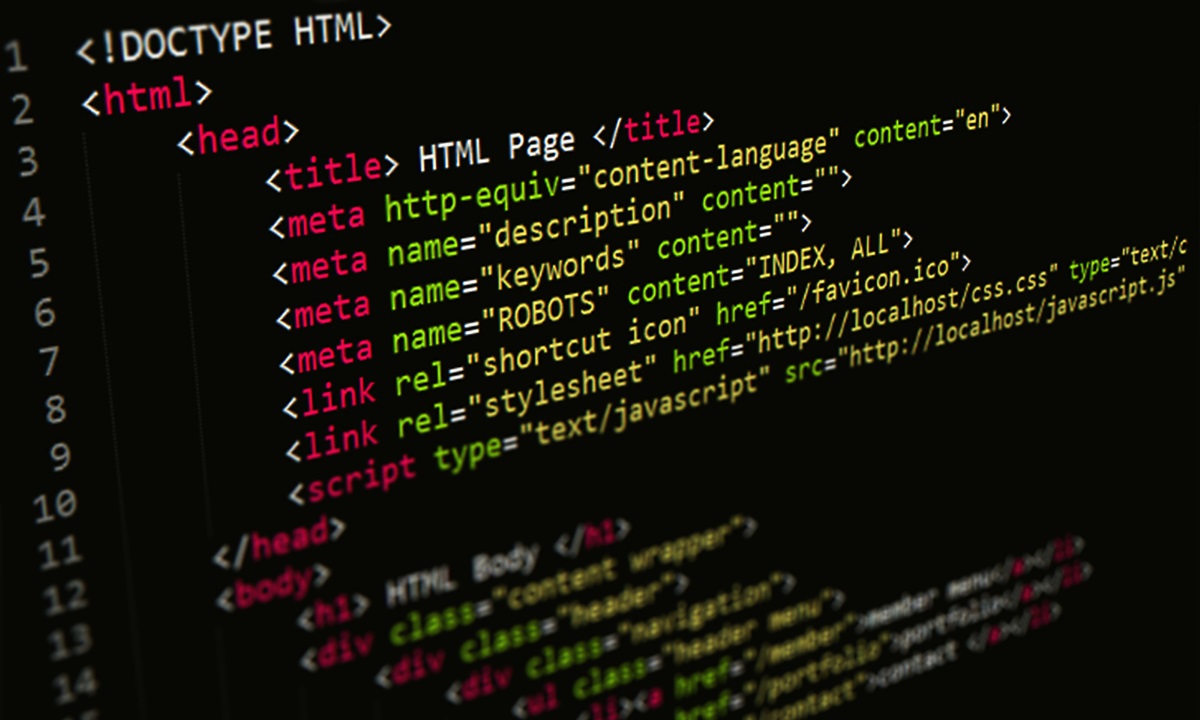 1 <!DOCTYPE HTML>
2 <html>
3 <head>
4 <title> HTML Page </title>
5 <meta http-equiv="content-language" content="en">
6 <meta name="description" content="">
7 <meta name="keywords" content="">
8 <meta name="ROBOTS" content="INDEX, ALL">
9 <link rel="shortcut icon" href="/favicon.ico">
10 <link rel="stylesheet" href="http://localhost/css.css" type="text/c
11 <script type="text/javascript" src="http://localhost/javascript.js"
12 </head>
13 <body>
14 <h1> HTML Body </h1>
<div class="content wrapper">
<div class="header">
<div class="navigation">
<ul class="header menu">
<li><a href="/member">member menu</a></li>
href="/portfolio">portfolio</a></li>
"/contact">contact </a></li>